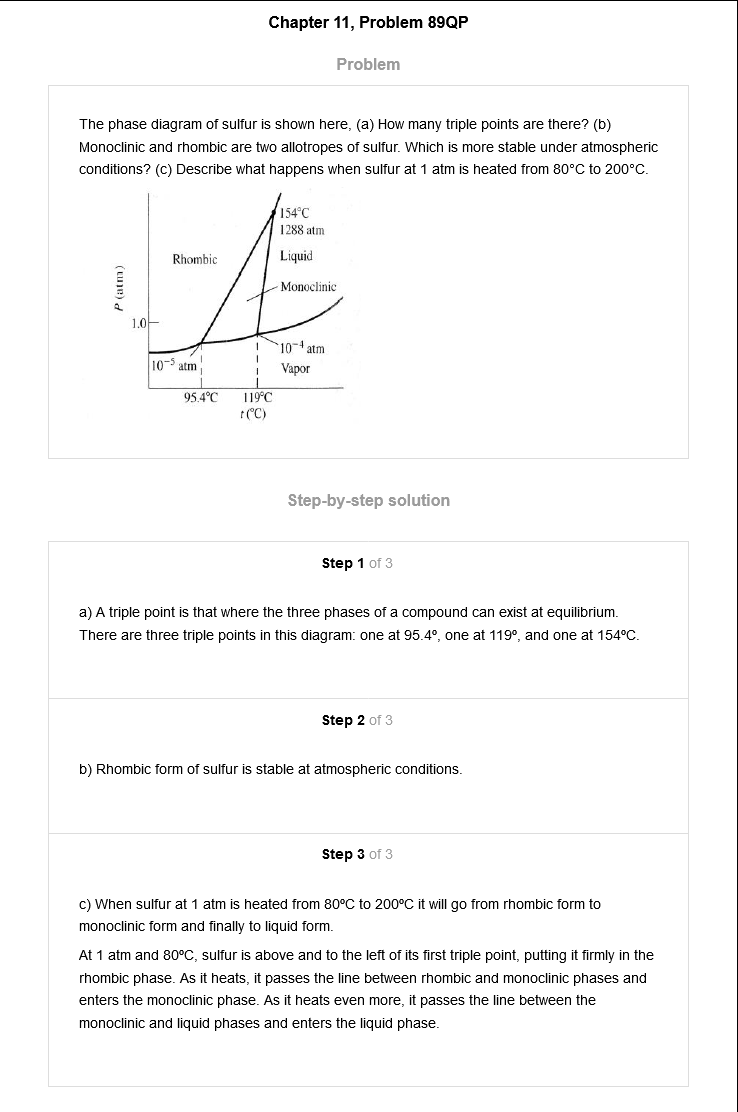 Chapter 11, Problem 89QP
Problem
The phase diagram of sulfur is shown here, (a) How many triple points are there? (b)
Monoclinic and rhombic are two allotropes of sulfur. Which is more stable under atmospheric
conditions? (c) Describe what happens when sulfur at 1 atm is heated from 80°C to 200°C.
154°C
1288 atm
Rhombic
Liquid
Monoclinic
P (atm)
1.0
10⁻⁴ atm
10⁻⁵ atm
Vapor
95.4°C
119°C
t (°C)
Step-by-step solution
Step 1 of 3
a) A triple point is that where the three phases of a compound can exist at equilibrium.
There are three triple points in this diagram: one at 95.4º, one at 119º, and one at 154ºC.
Step 2 of 3
b) Rhombic form of sulfur is stable at atmospheric conditions.
Step 3 of 3
c) When sulfur at 1 atm is heated from 80ºC to 200ºC it will go from rhombic form to
monoclinic form and finally to liquid form.
At 1 atm and 80ºC, sulfur is above and to the left of its first triple point, putting it firmly in the
rhombic phase. As it heats, it passes the line between rhombic and monoclinic phases and
enters the monoclinic phase. As it heats even more, it passes the line between the
monoclinic and liquid phases and enters the liquid phase.